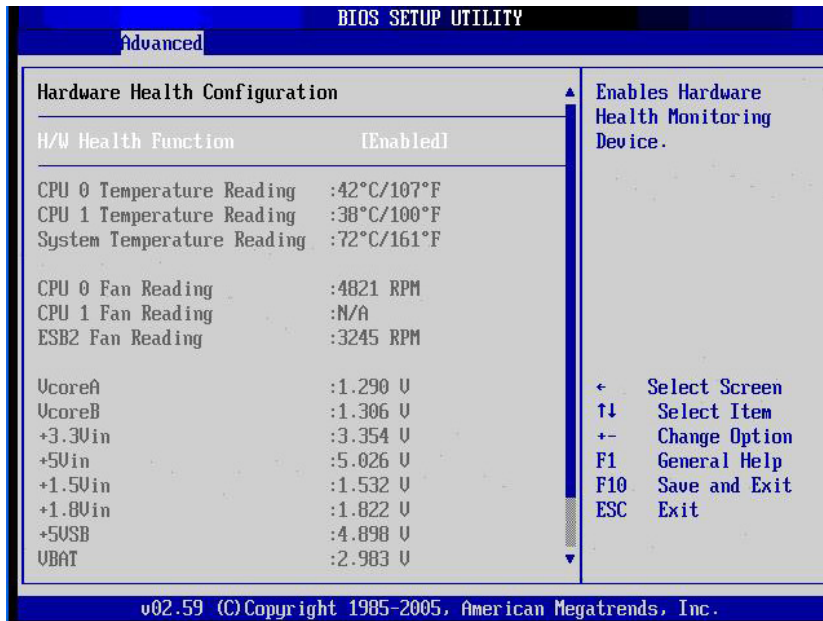 BIOS SETUP UTILITY
Advanced
Hardware Health Configuration
H/W Health Function [Enabled]
CPU 0 Temperature Reading :42°C/107°F
CPU 1 Temperature Reading :38°C/100°F
System Temperature Reading :72°C/161°F
CPU 0 Fan Reading :4821 RPM
CPU 1 Fan Reading :N/A
ESB2 Fan Reading :3245 RPM
VcoreA :1.290 V
VcoreB :1.306 V
+3.3Vin :3.354 V
+5Vin :5.026 V
+1.5Vin :1.532 V
+1.8Vin :1.822 V
+5VSB :4.898 V
VBAT :2.983 V
Enables Hardware
Health Monitoring
Device.
← Select Screen
↑↓ Select Item
+- Change Option
F1 General Help
F10 Save and Exit
ESC Exit
v02.59 (C)Copyright 1985-2005, American Megatrends, Inc.